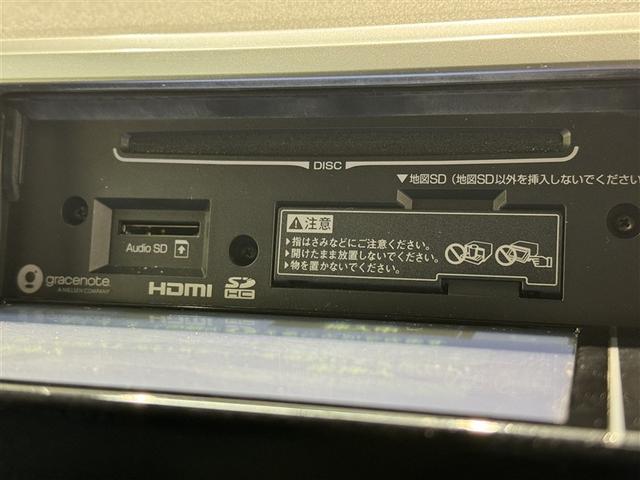 DISC
▼地図SD（地図SD以外を挿入しないでください
Audio SD
⚠注意
▶指はさみなどにご注意ください。
▶開けたまま放置しないでください。
▶物を置かないでください。
gracenote
A NIELSEN COMPANY
HDMI
SD
HC